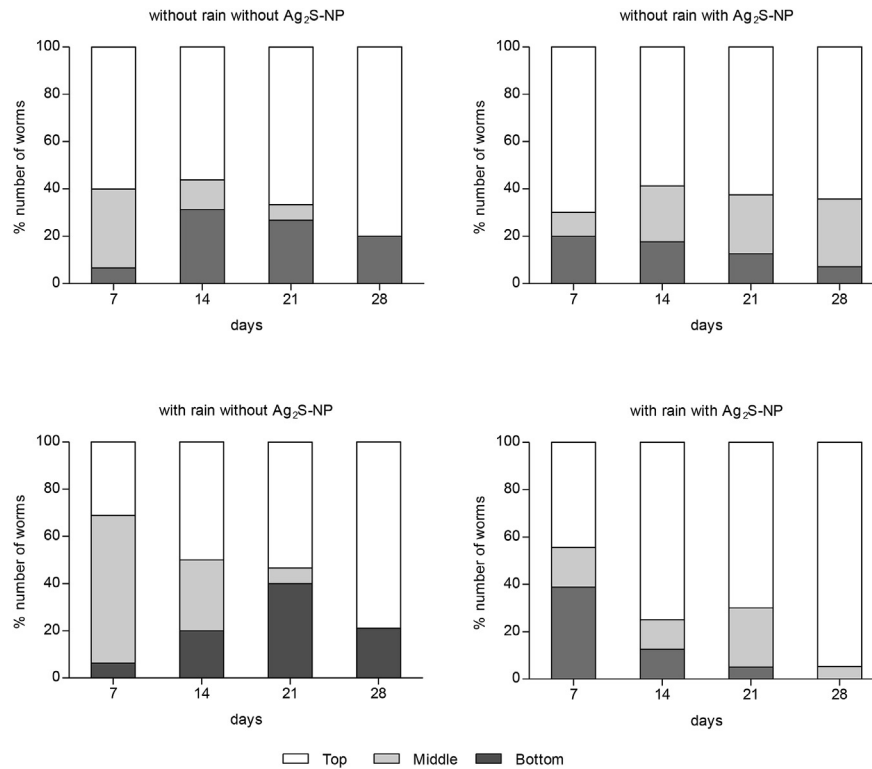 without rain without Ag₂S-NP
100
80
60
40
20
0
% number of worms
7 14 21 28
days
without rain with Ag₂S-NP
100
80
60
40
20
0
% number of worms
7 14 21 28
days
with rain without Ag₂S-NP
100
80
60
40
20
0
% number of worms
7 14 21 28
days
with rain with Ag₂S-NP
100
80
60
40
20
0
% number of worms
7 14 21 28
days
Top Middle Bottom